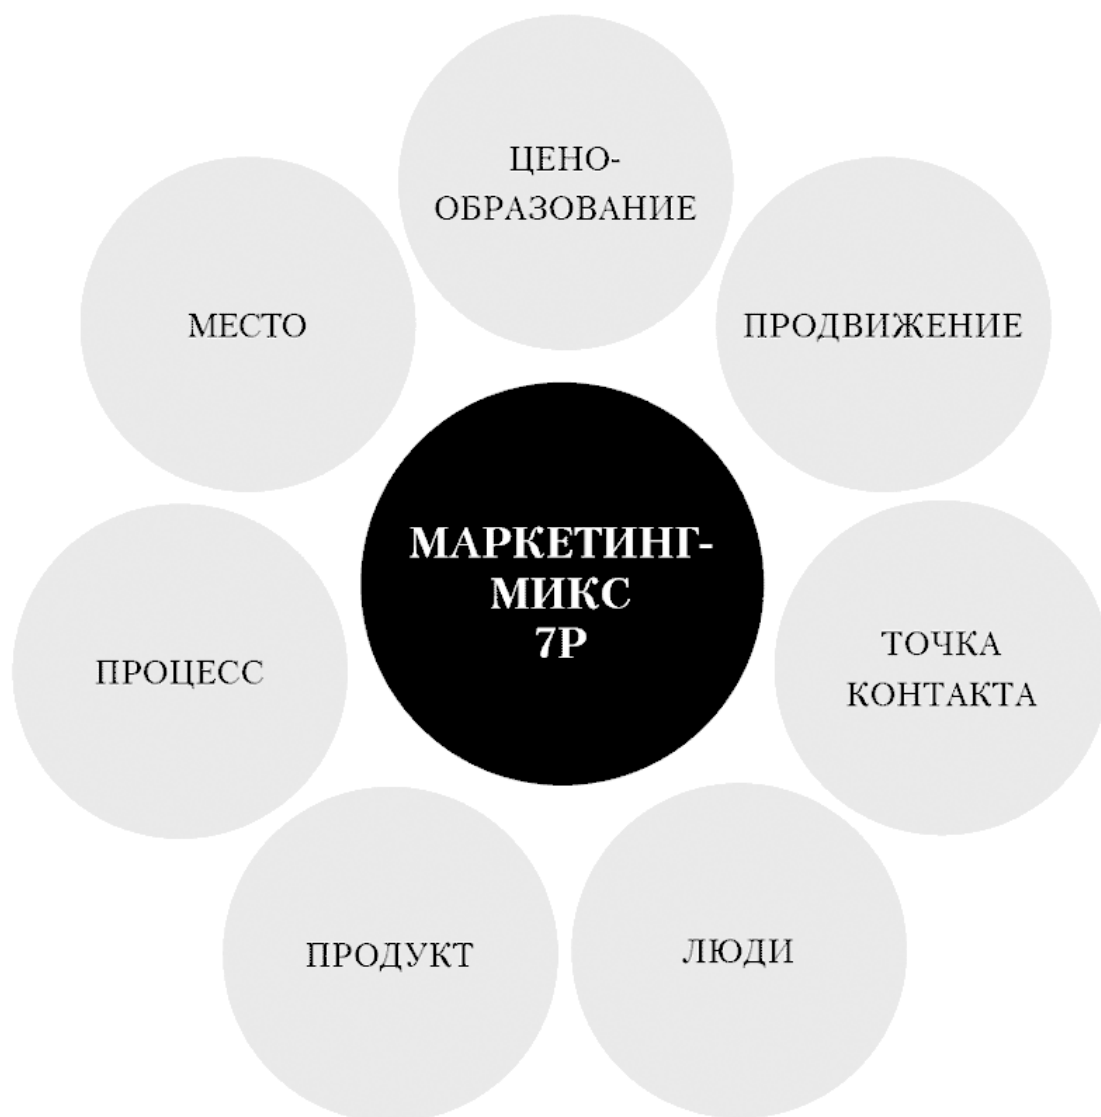 ЦЕНО-
ОБРАЗОВАНИЕ
МЕСТО
ПРОДВИЖЕНИЕ
МАРКЕТИНГ-
МИКС
7P
ТОЧКА
КОНТАКТА
ПРОЦЕСС
ПРОДУКТ
ЛЮДИ